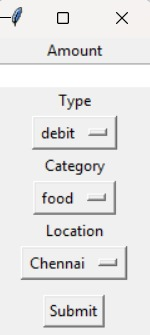 Amount
Type
debit
Category
food
Location
Chennai
Submit